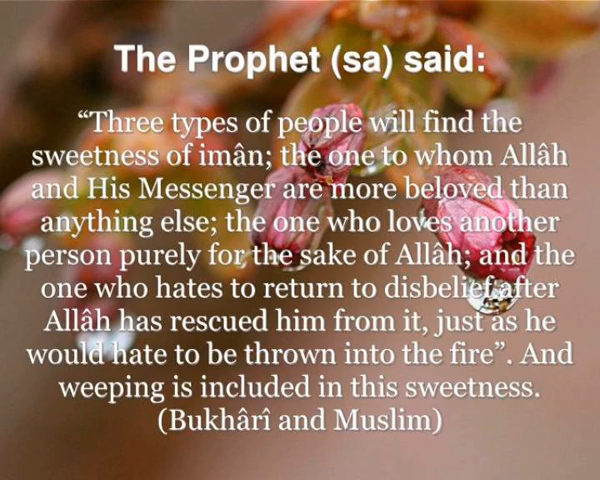 The Prophet (sa) said:
“Three types of people will find the
sweetness of imân; the one to whom Allâh
and His Messenger are more beloved than
anything else; the one who loves another
person purely for the sake of Allâh; and the
one who hates to return to disbelief after
Allâh has rescued him from it, just as he
would hate to be thrown into the fire”. And
weeping is included in this sweetness.
(Bukhârî and Muslim)